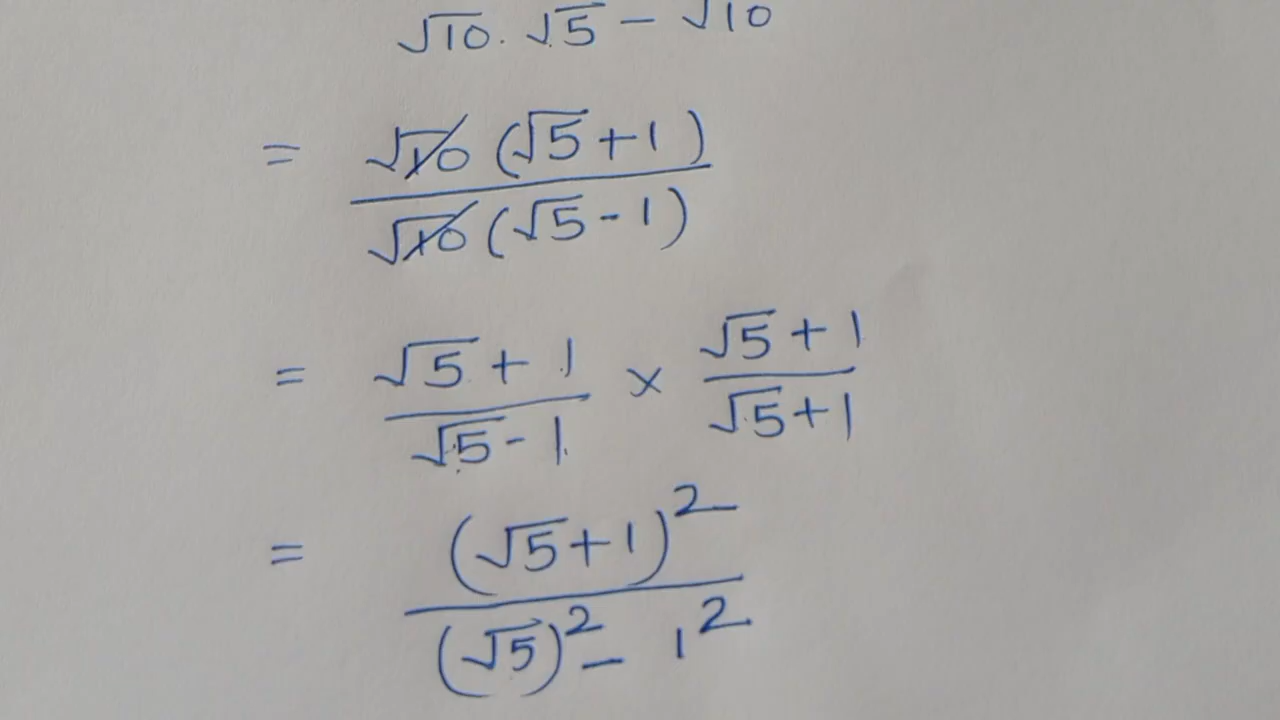 √10. √5 - √10
= √10 (√5+1)
√10 (√5-1)
= √5 + 1 × √5 + 1
√5 - 1 √5+1
= (√5+1)²
(√5)² - 1²